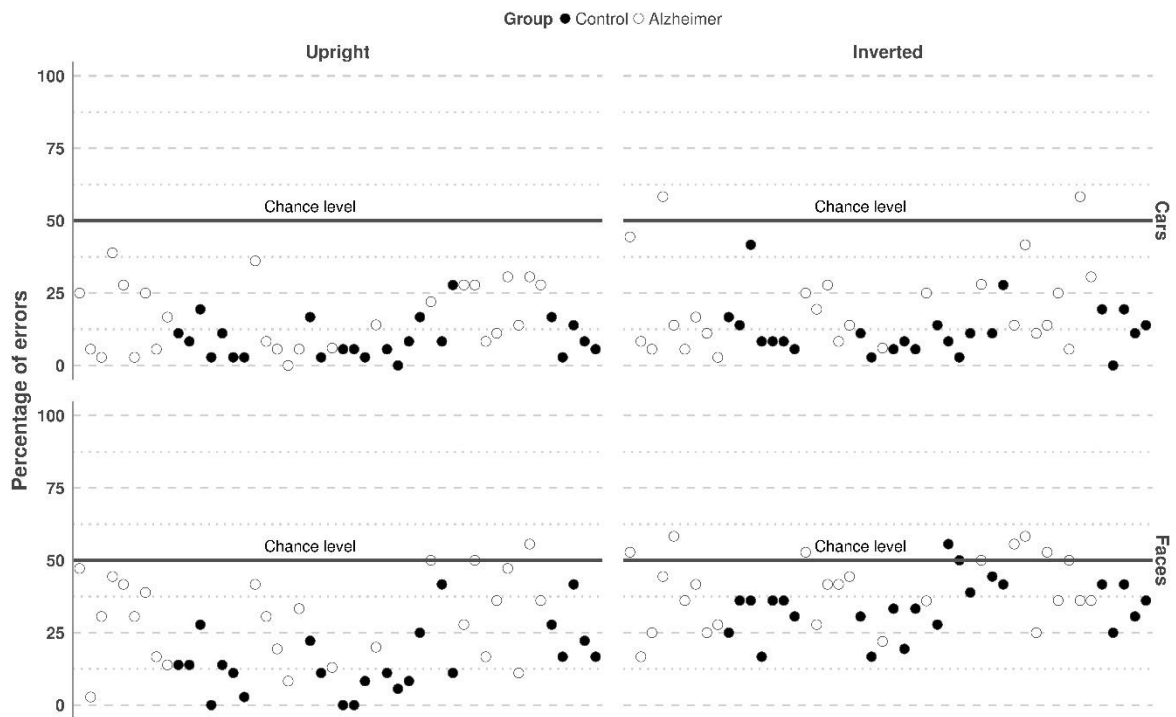 Group ● Control ○ Alzheimer
Upright
Inverted
Percentage of errors
100
75
50
25
0
Chance level
Chance level
Cars
100
75
50
25
0
Chance level
Chance level
Faces